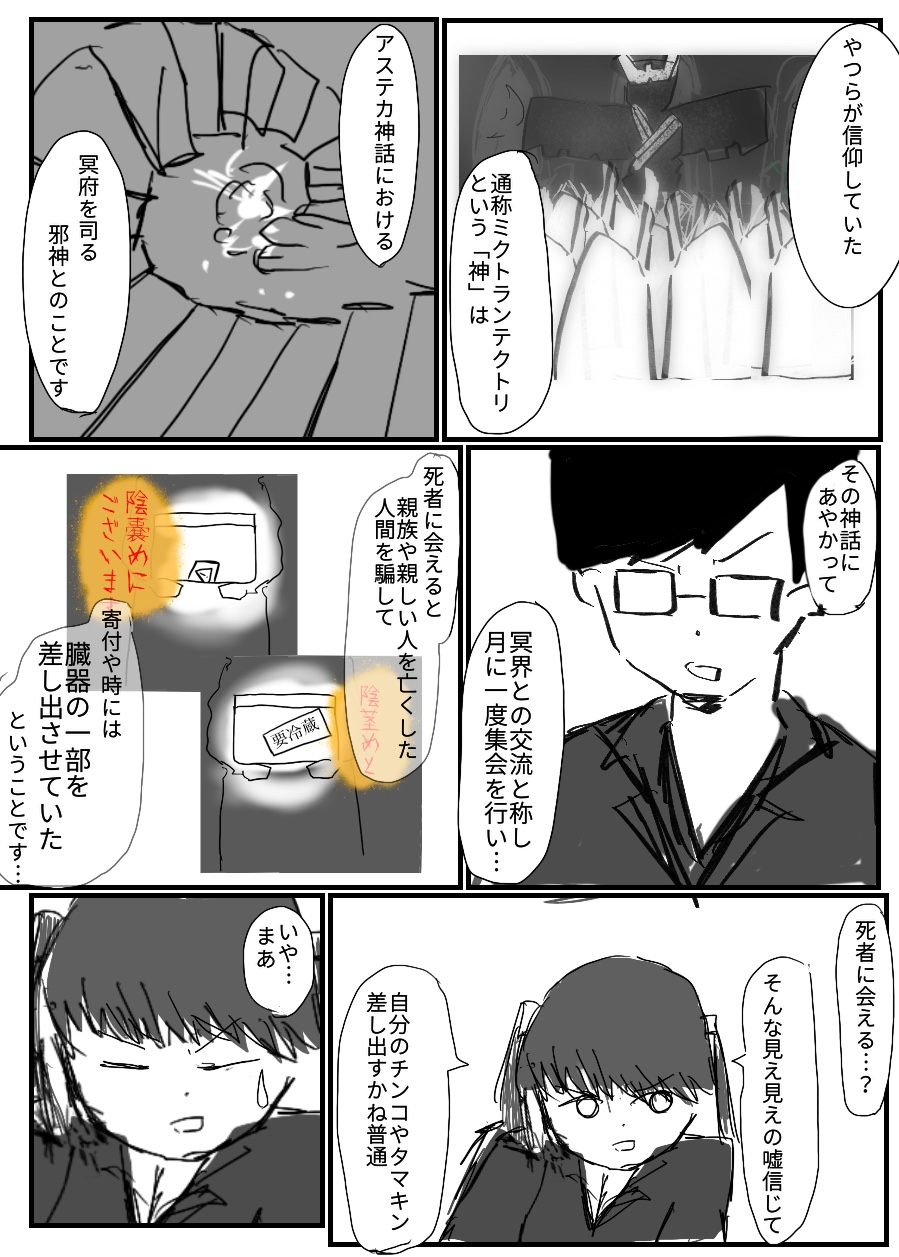 やつらが信仰していた
通称ミクトランテクトリ
という「神」は
アステカ神話における
冥府を司る
邪神とのことです
その神話に
あやかって
冥界との交流と称し
月に一度集会を行い…
死者に会えると
親族や親しい人を亡くした
人間を騙して
陰茎めと
要冷蔵
陰嚢めに
ございます
寄付や時には
臓器の一部を
差し出させていた
ということです…
死者に会える…?
そんな見え見えの嘘信じて
自分のチンコやタマキン
差し出すかね普通
いや…
まあ